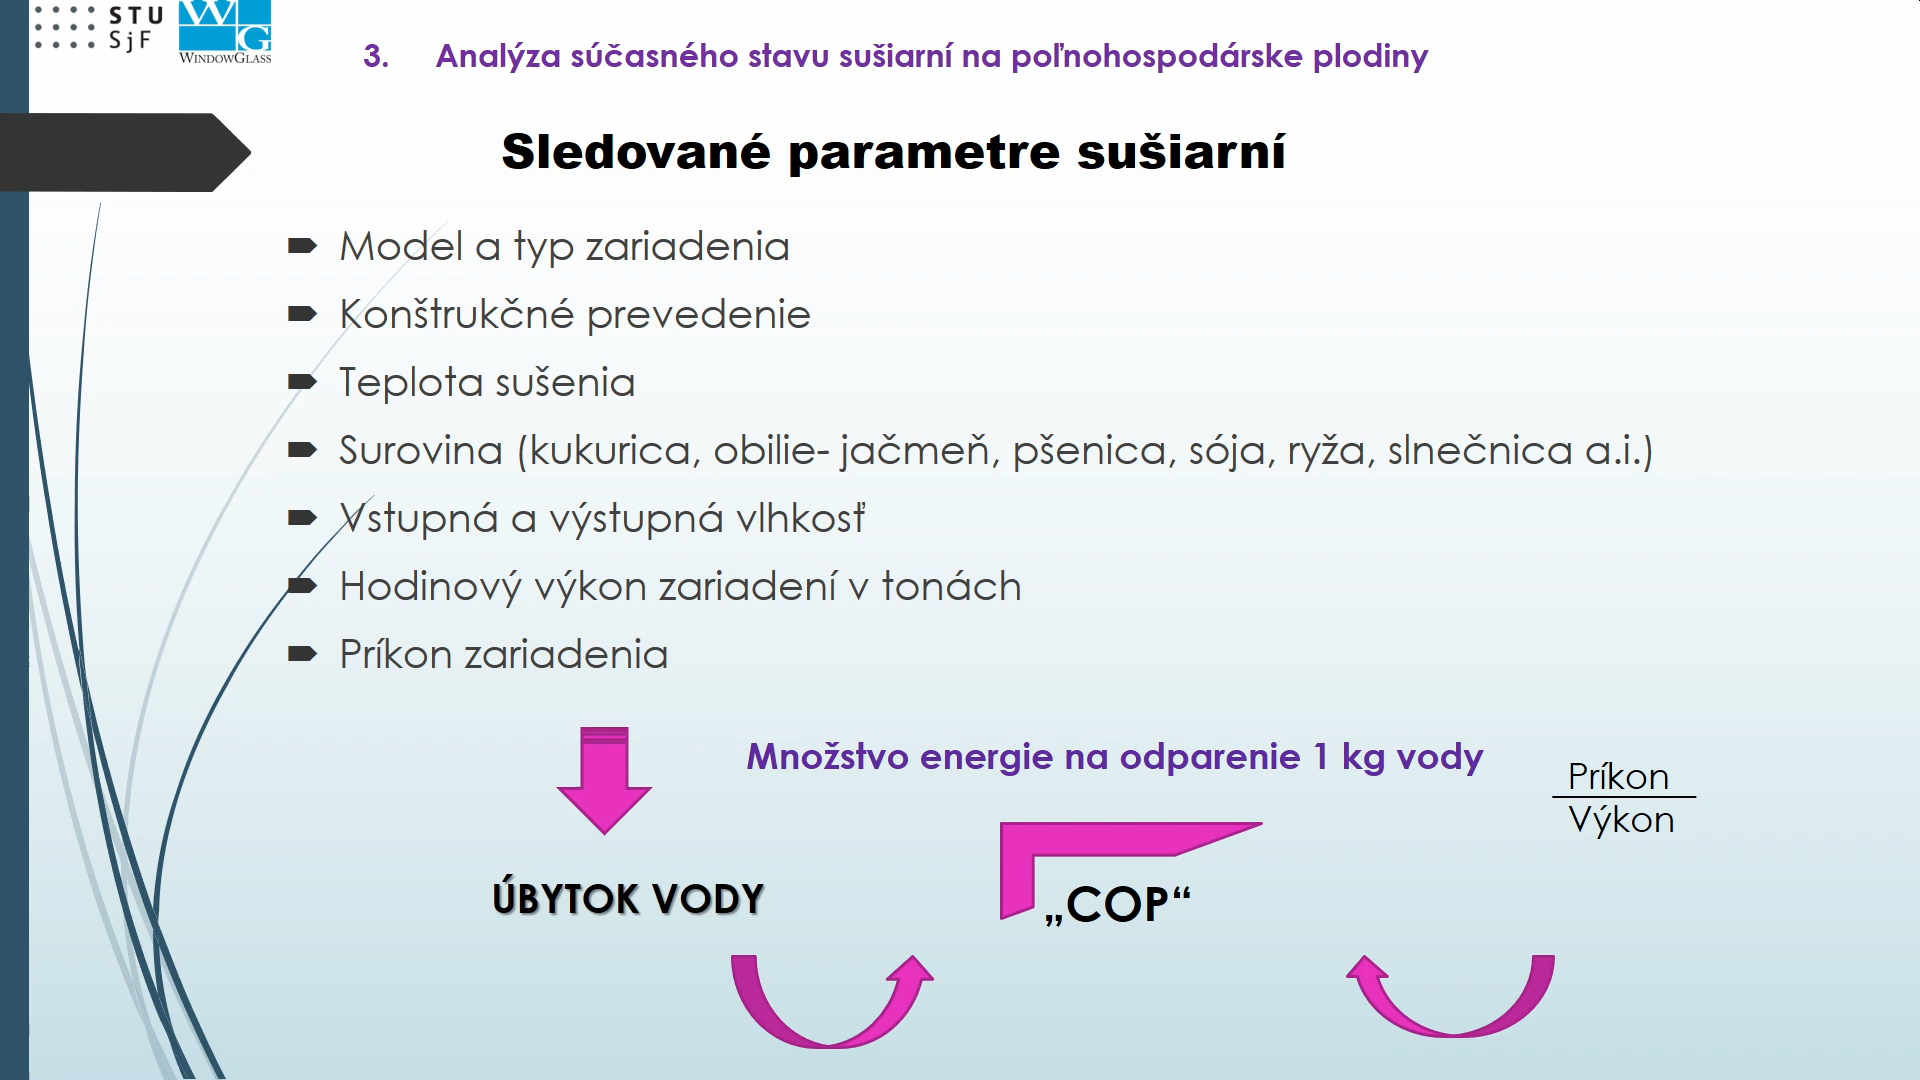 STU
SjF
WG
WINDOWGLASS
3. Analýza súčasného stavu sušiarní na poľnohospodárske plodiny
Sledované parametre sušiarní
Model a typ zariadenia
Konštrukčné prevedenie
Teplota sušenia
Surovina (kukurica, obilie- jačmeň, pšenica, sója, ryža, slnečnica a.i.)
Vstupná a výstupná vlhkosť
Hodinový výkon zariadení v tonách
Príkon zariadenia
Množstvo energie na odparenie 1 kg vody
Príkon
Výkon
ÚBYTOK VODY
„COP“